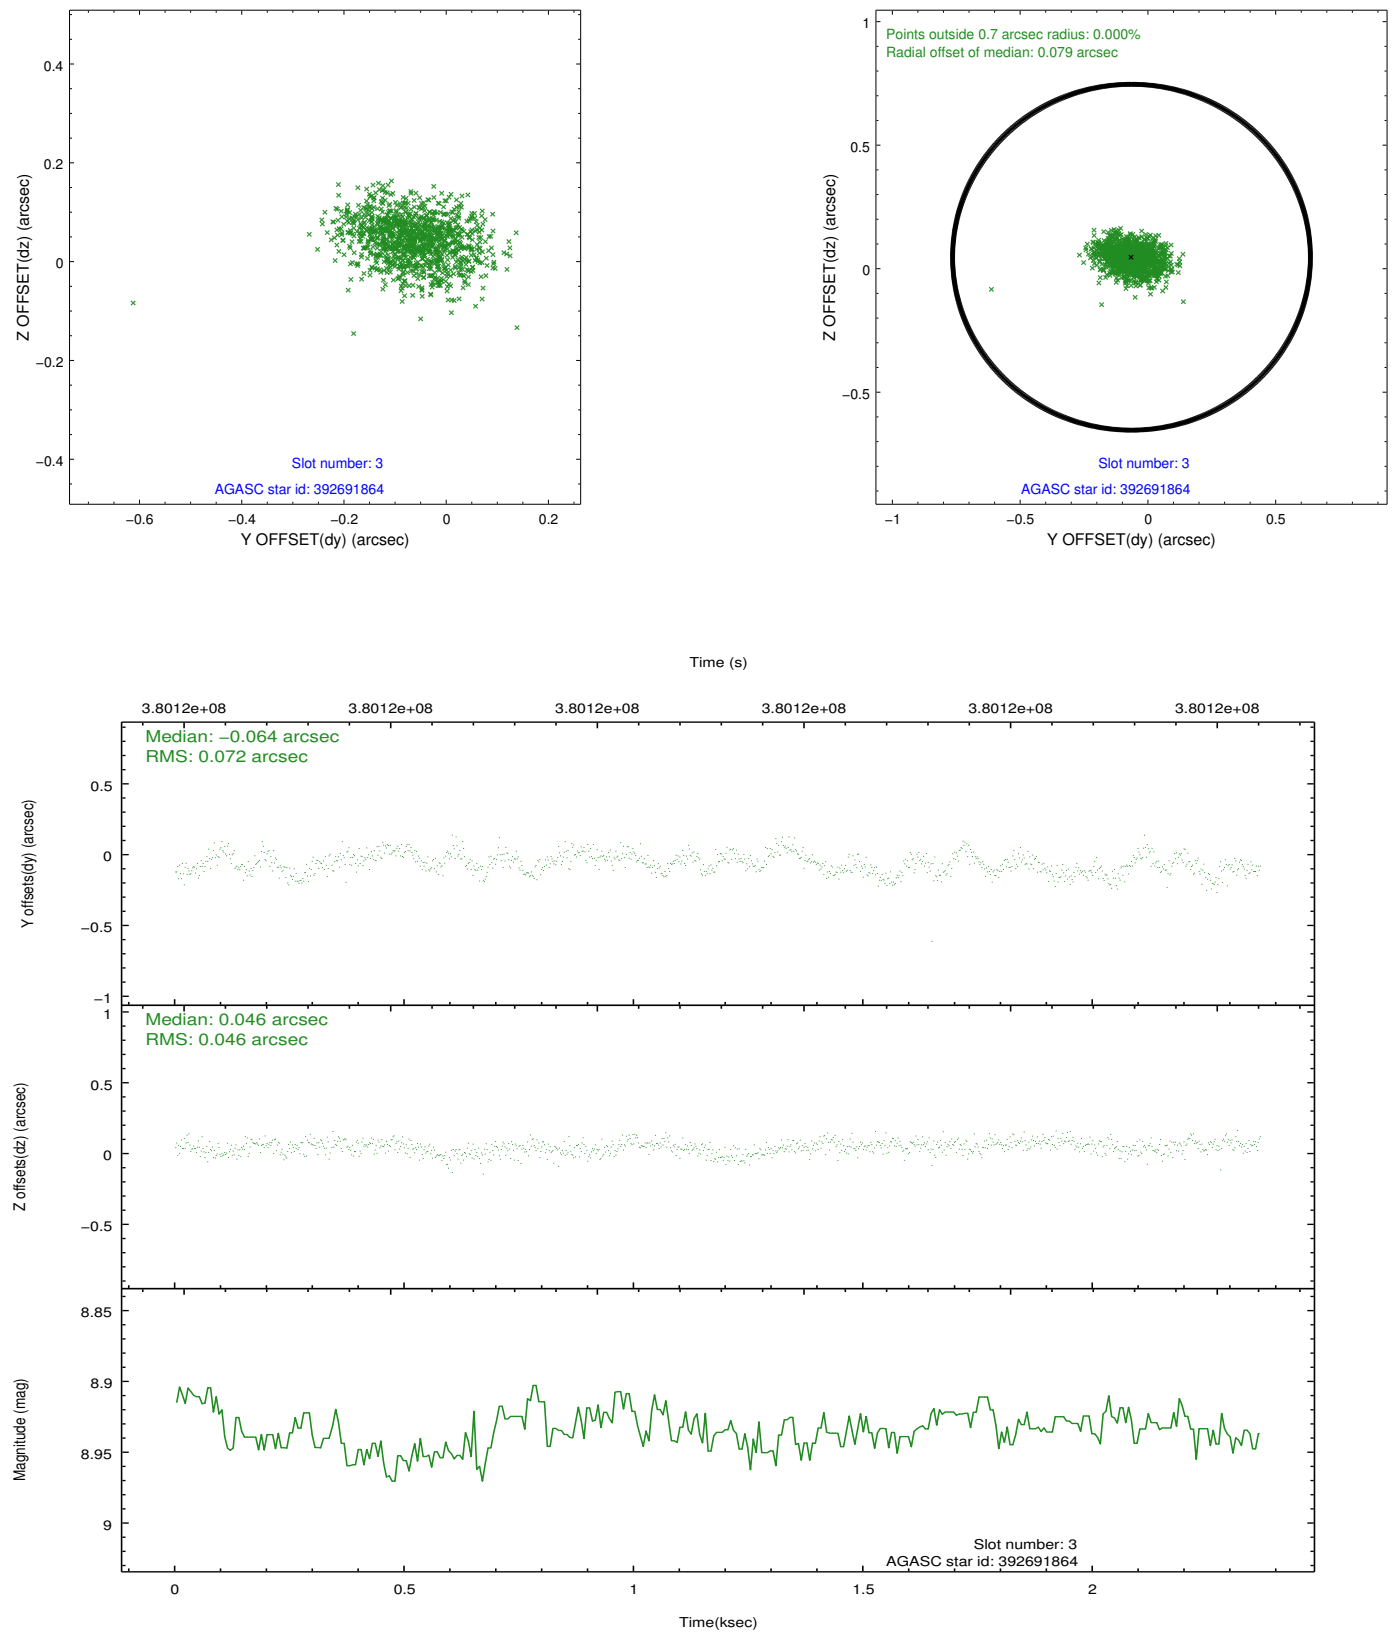 0.4
0.2
0
−0.2
−0.4
Z OFFSET(dz) (arcsec)
Slot number: 3
AGASC star id: 392691864
−0.6
−0.4
−0.2
0
0.2
Y OFFSET(dy) (arcsec)
Points outside 0.7 arcsec radius: 0.000%
Radial offset of median: 0.079 arcsec
1
0.5
0
−0.5
Z OFFSET(dz) (arcsec)
Slot number: 3
AGASC star id: 392691864
−1
−0.5
0
0.5
Y OFFSET(dy) (arcsec)
Time (s)
3.8012e+08
3.8012e+08
3.8012e+08
3.8012e+08
3.8012e+08
3.8012e+08
Median: −0.064 arcsec
RMS: 0.072 arcsec
0.5
0
−0.5
−1
Y offsets(dy) (arcsec)
Median: 0.046 arcsec
RMS: 0.046 arcsec
1
0.5
0
−0.5
Z offsets(dz) (arcsec)
8.85
8.9
8.95
9
Magnitude (mag)
Slot number: 3
AGASC star id: 392691864
0
0.5
1
1.5
2
Time(ksec)